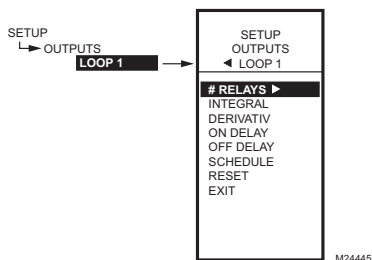 SETUP
OUTPUTS
LOOP 1
SETUP
OUTPUTS
◄ LOOP 1
# RELAYS ►
INTEGRAL
DERIVATIV
ON DELAY
OFF DELAY
SCHEDULE
RESET
EXIT
M24445